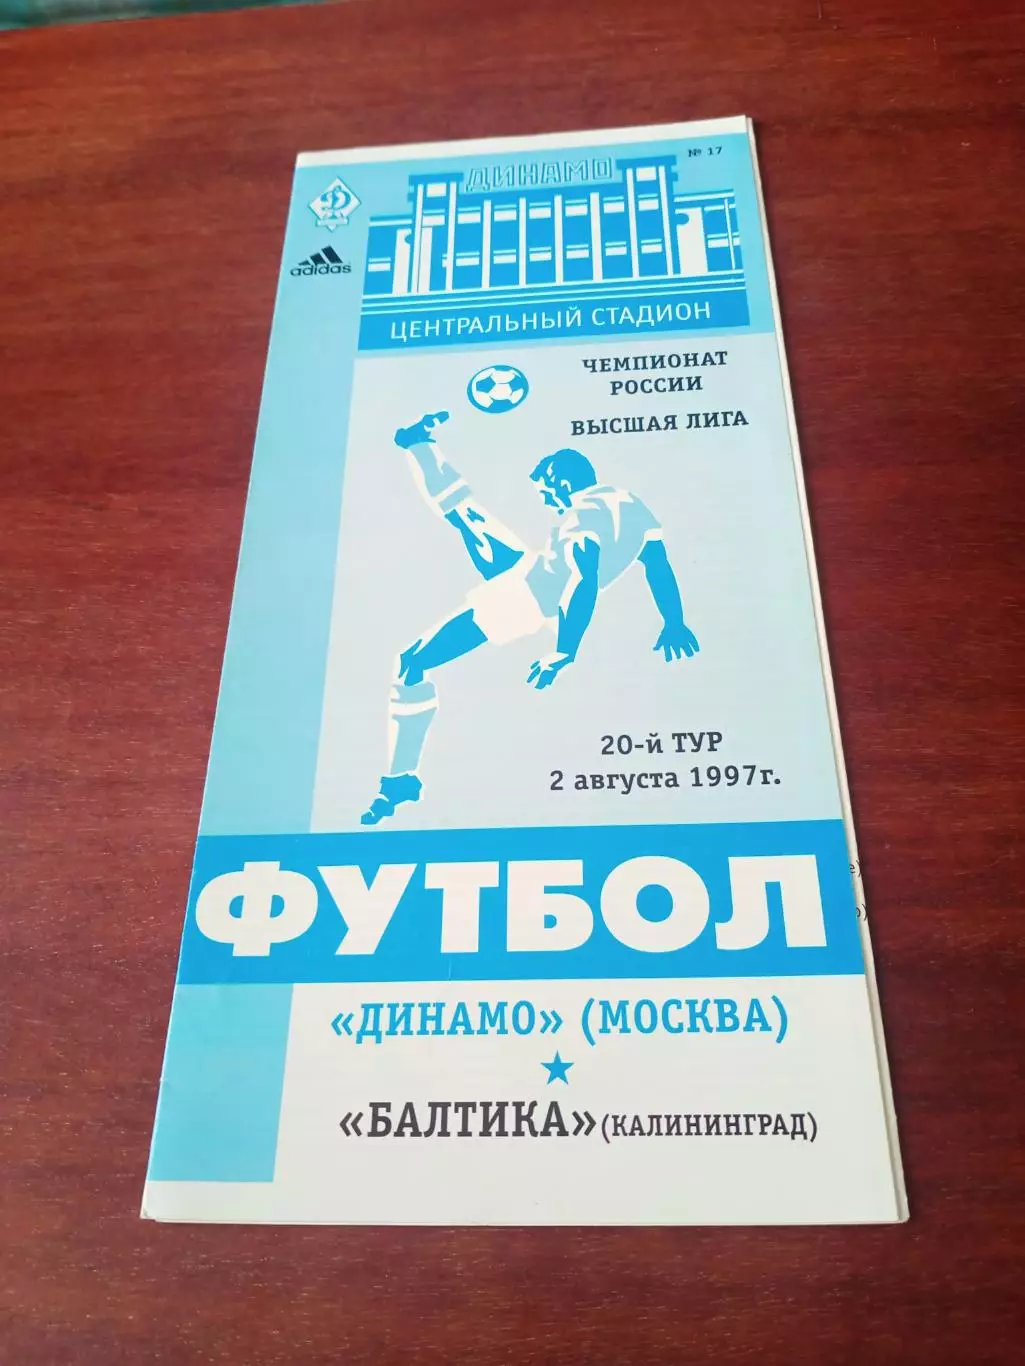 ДИНАМО
№ 17
adidas
ЦЕНТРАЛЬНЫЙ СТАДИОН
ЧЕМПИОНАТ
РОССИИ
ВЫСШАЯ ЛИГА
20-й ТУР
2 августа 1997г.
ФУТБОЛ
«ДИНАМО» (МОСКВА)
«БАЛТИКА» (КАЛИНИНГРАД)